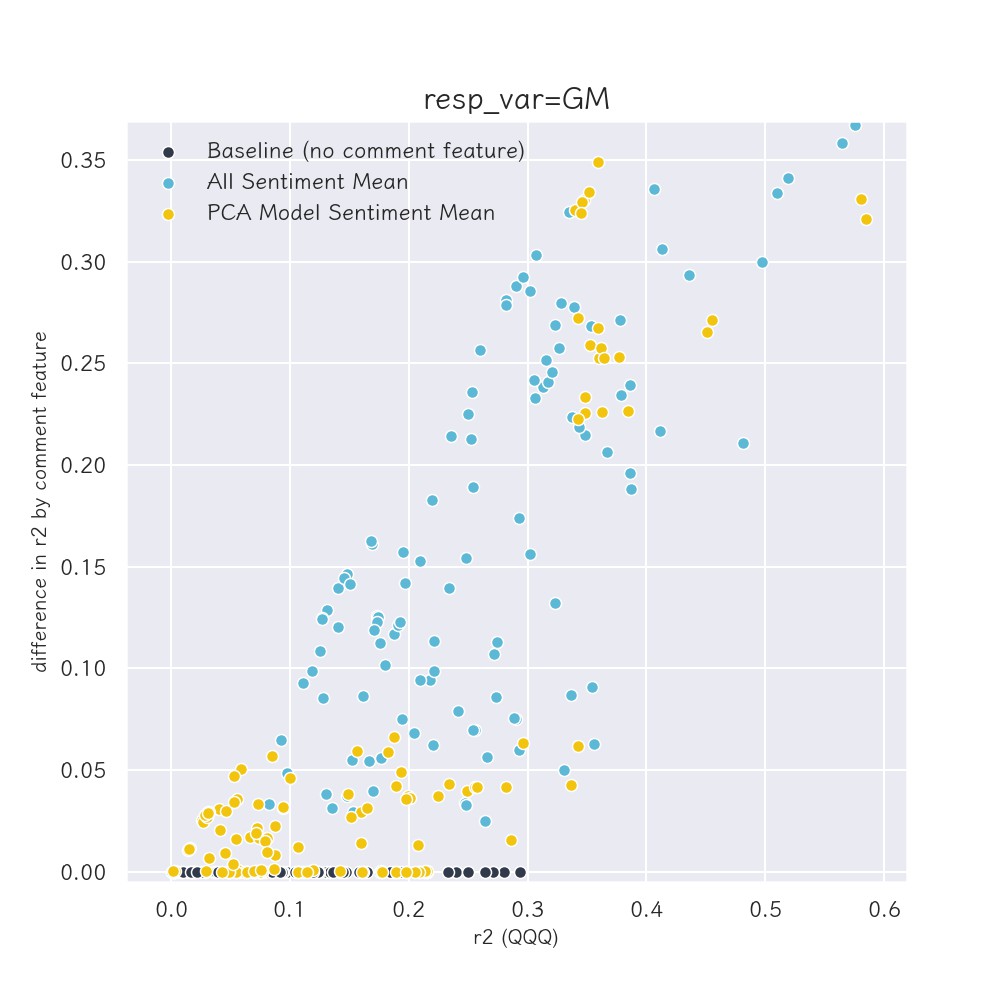 resp_var=GM
Baseline (no comment feature)
All Sentiment Mean
PCA Model Sentiment Mean
difference in r2 by comment feature
0.35
0.30
0.25
0.20
0.15
0.10
0.05
0.00
0.0 0.1 0.2 0.3 0.4 0.5 0.6
r2 (QQQ)